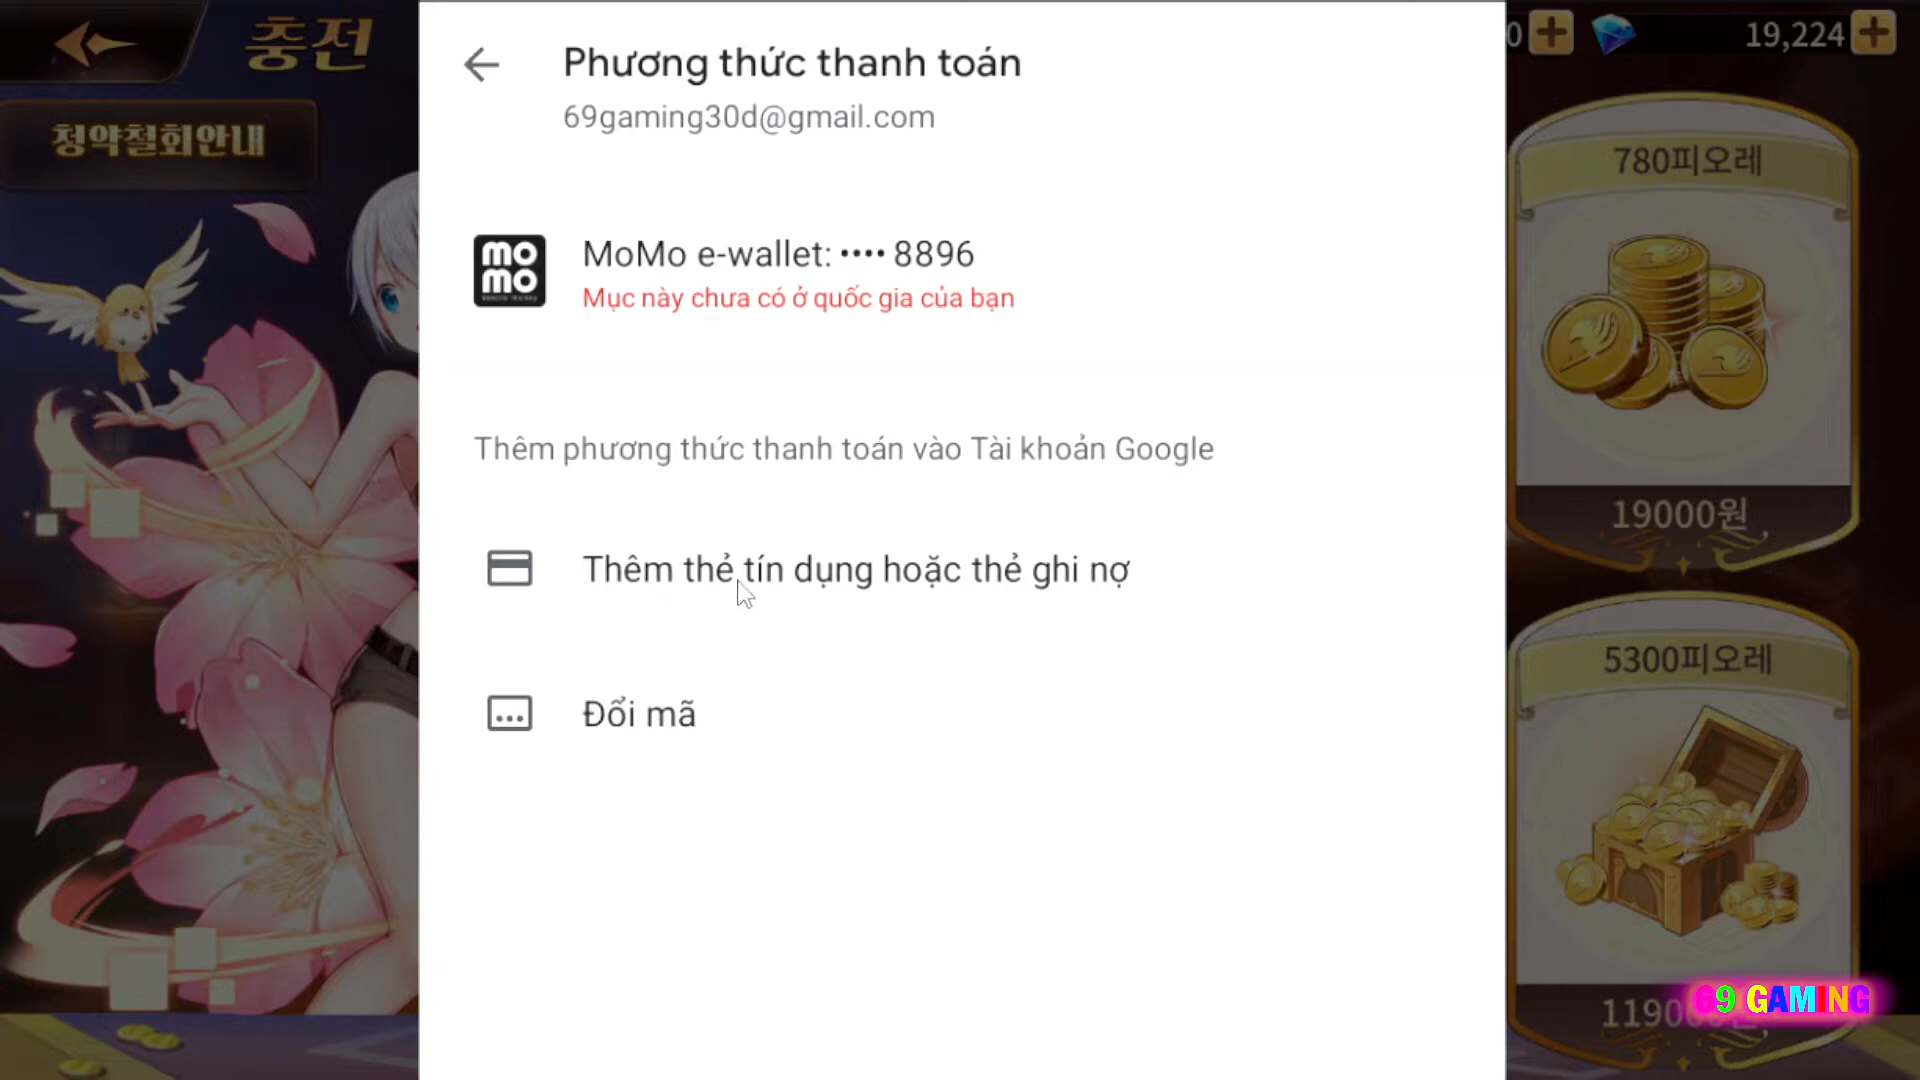 충전
청약철회안내
Phương thức thanh toán
69gaming30d@gmail.com
mo
mo
MoMo e-wallet: •••• 8896
Mục này chưa có ở quốc gia của bạn
Thêm phương thức thanh toán vào Tài khoản Google
Thêm thẻ tín dụng hoặc thẻ ghi nợ
Đổi mã
0
19,224
780피오레
19000원
5300피오레
69 GAMING